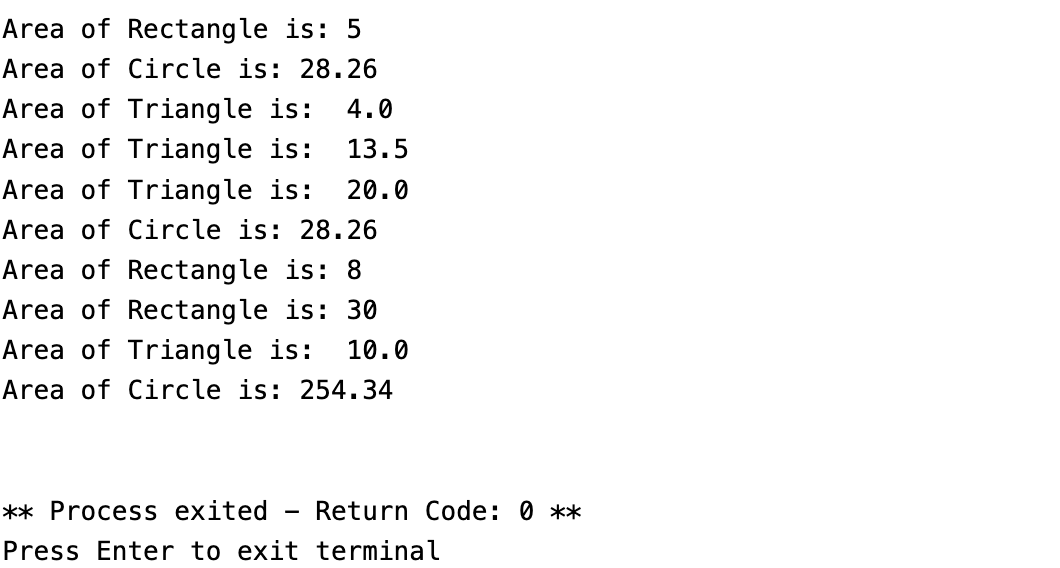 Area of Rectangle is: 5
Area of Circle is: 28.26
Area of Triangle is:  4.0
Area of Triangle is:  13.5
Area of Triangle is:  20.0
Area of Circle is: 28.26
Area of Rectangle is: 8
Area of Rectangle is: 30
Area of Triangle is:  10.0
Area of Circle is: 254.34
** Process exited - Return Code: 0 **
Press Enter to exit terminal